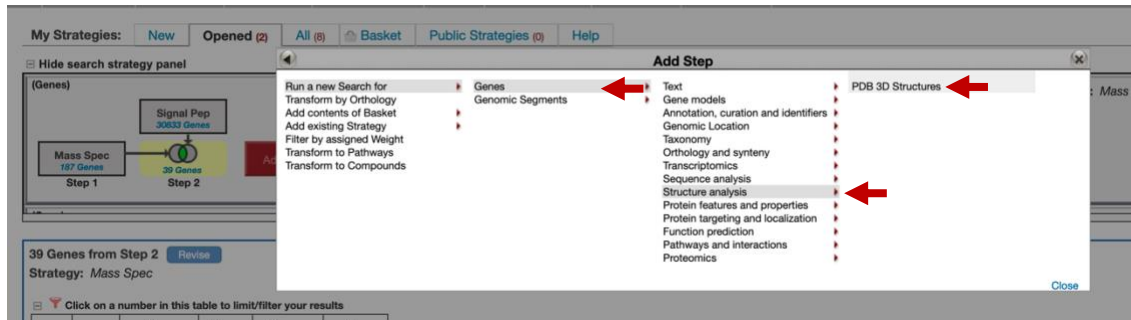 My Strategies: New Opened (2) All (8) Basket Public Strategies (0) Help
Hide search strategy panel
(Genes)
Signal Pep
30833 Genes
Mass Spec
187 Genes
39 Genes
Ad
Step 1 Step 2
: Mass
Add Step
Run a new Search for
Transform by Orthology
Add contents of Basket
Add existing Strategy
Filter by assigned Weight
Transform to Pathways
Transform to Compounds
Genes
Genomic Segments
Text
Gene models
Annotation, curation and identifiers
Genomic Location
Taxonomy
Orthology and synteny
Transcriptomics
Sequence analysis
Structure analysis
Protein features and properties
Protein targeting and localization
Function prediction
Pathways and interactions
Proteomics
PDB 3D Structures
Close
39 Genes from Step 2 Revise
Strategy: Mass Spec
Click on a number in this table to limit/filter your results